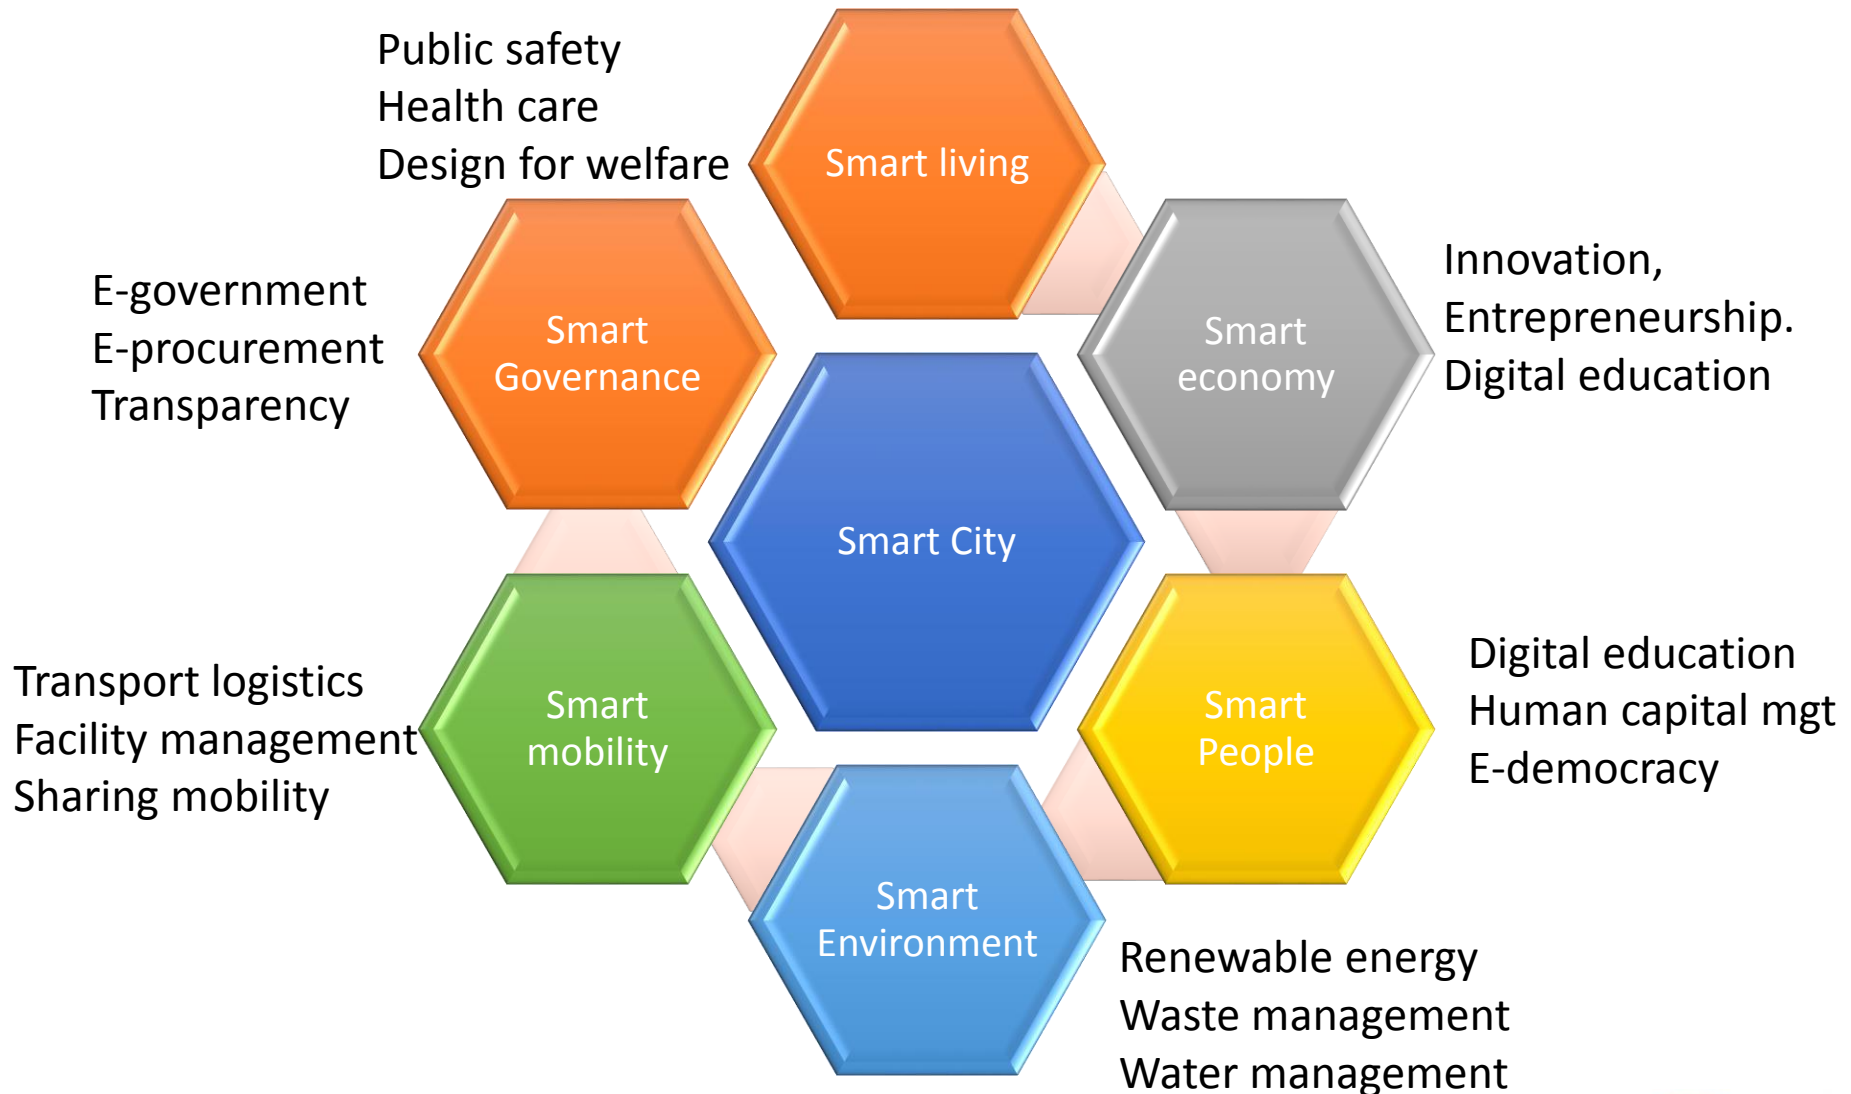 Public safety
Health care
Design for welfare
Smart living
E-government
E-procurement
Transparency
Smart
Governance
Smart
economy
Innovation,
Entrepreneurship.
Digital education
Smart City
Transport logistics
Facility management
Sharing mobility
Smart
mobility
Smart
People
Digital education
Human capital mgt
E-democracy
Smart
Environment
Renewable energy
Waste management
Water management